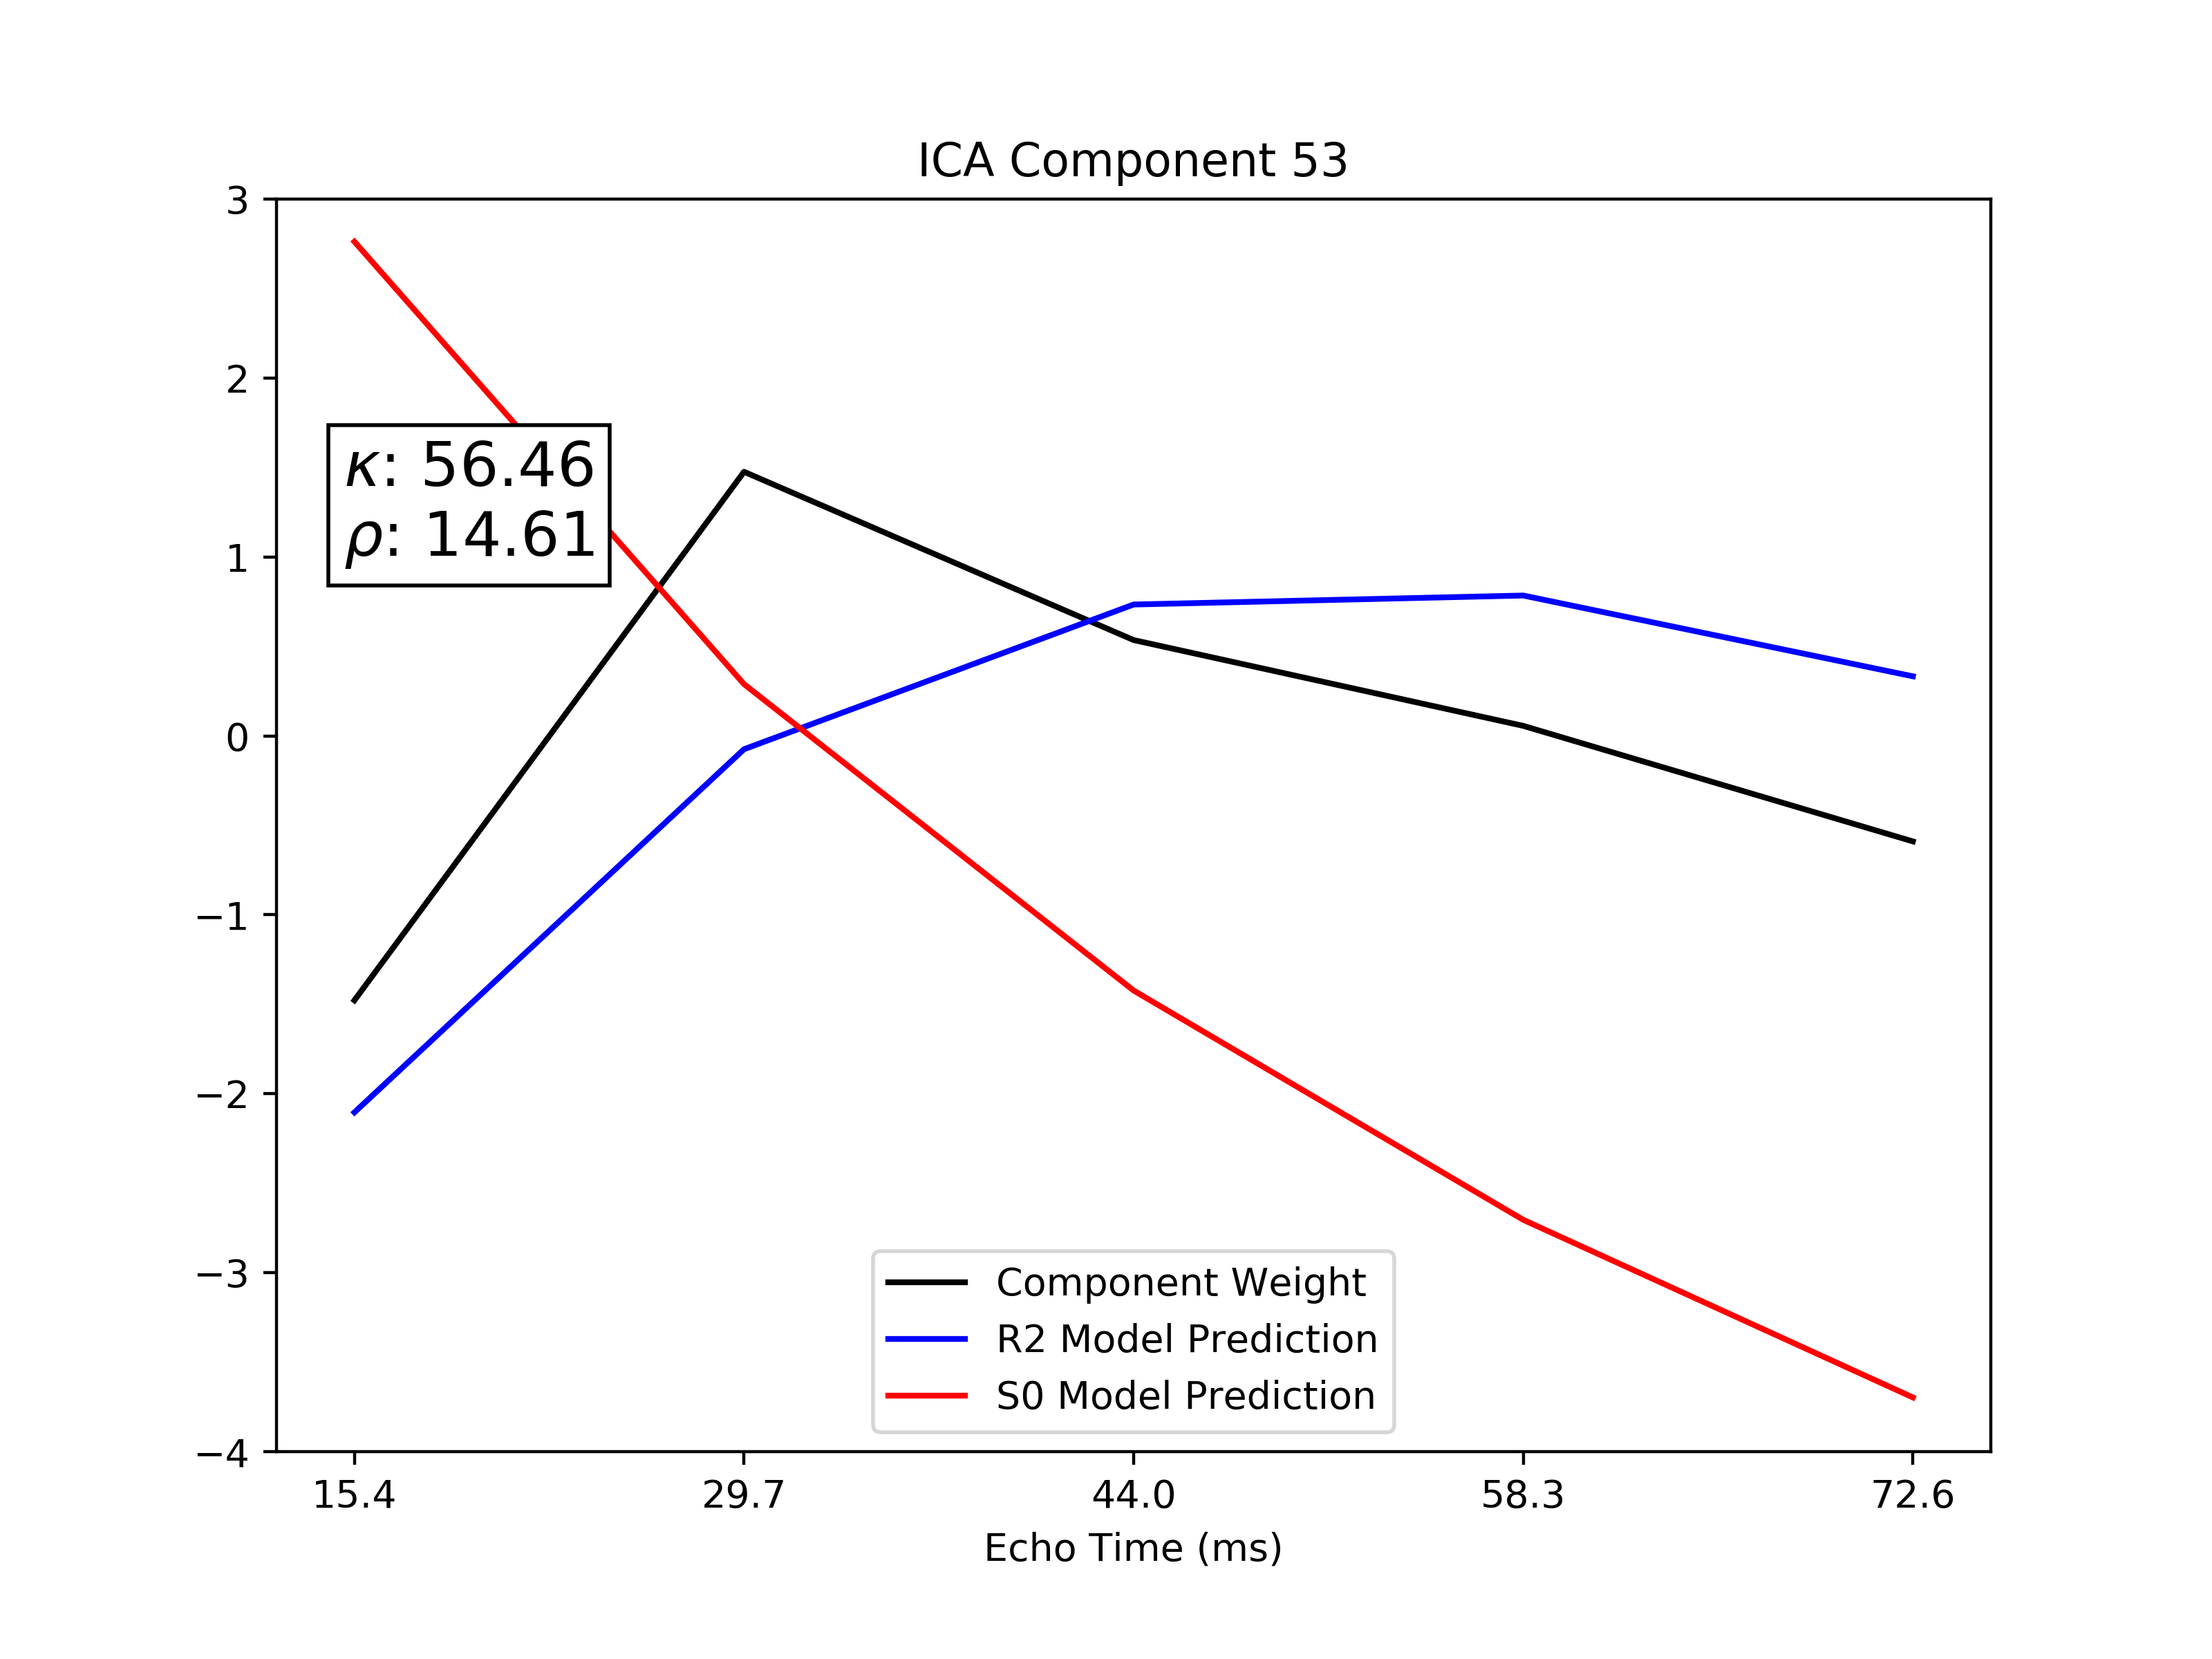 ICA Component 53
3
2
1
0
−1
−2
−3
−4
κ: 56.46
ρ: 14.61
Component Weight
R2 Model Prediction
S0 Model Prediction
15.4 29.7 44.0 58.3 72.6
Echo Time (ms)